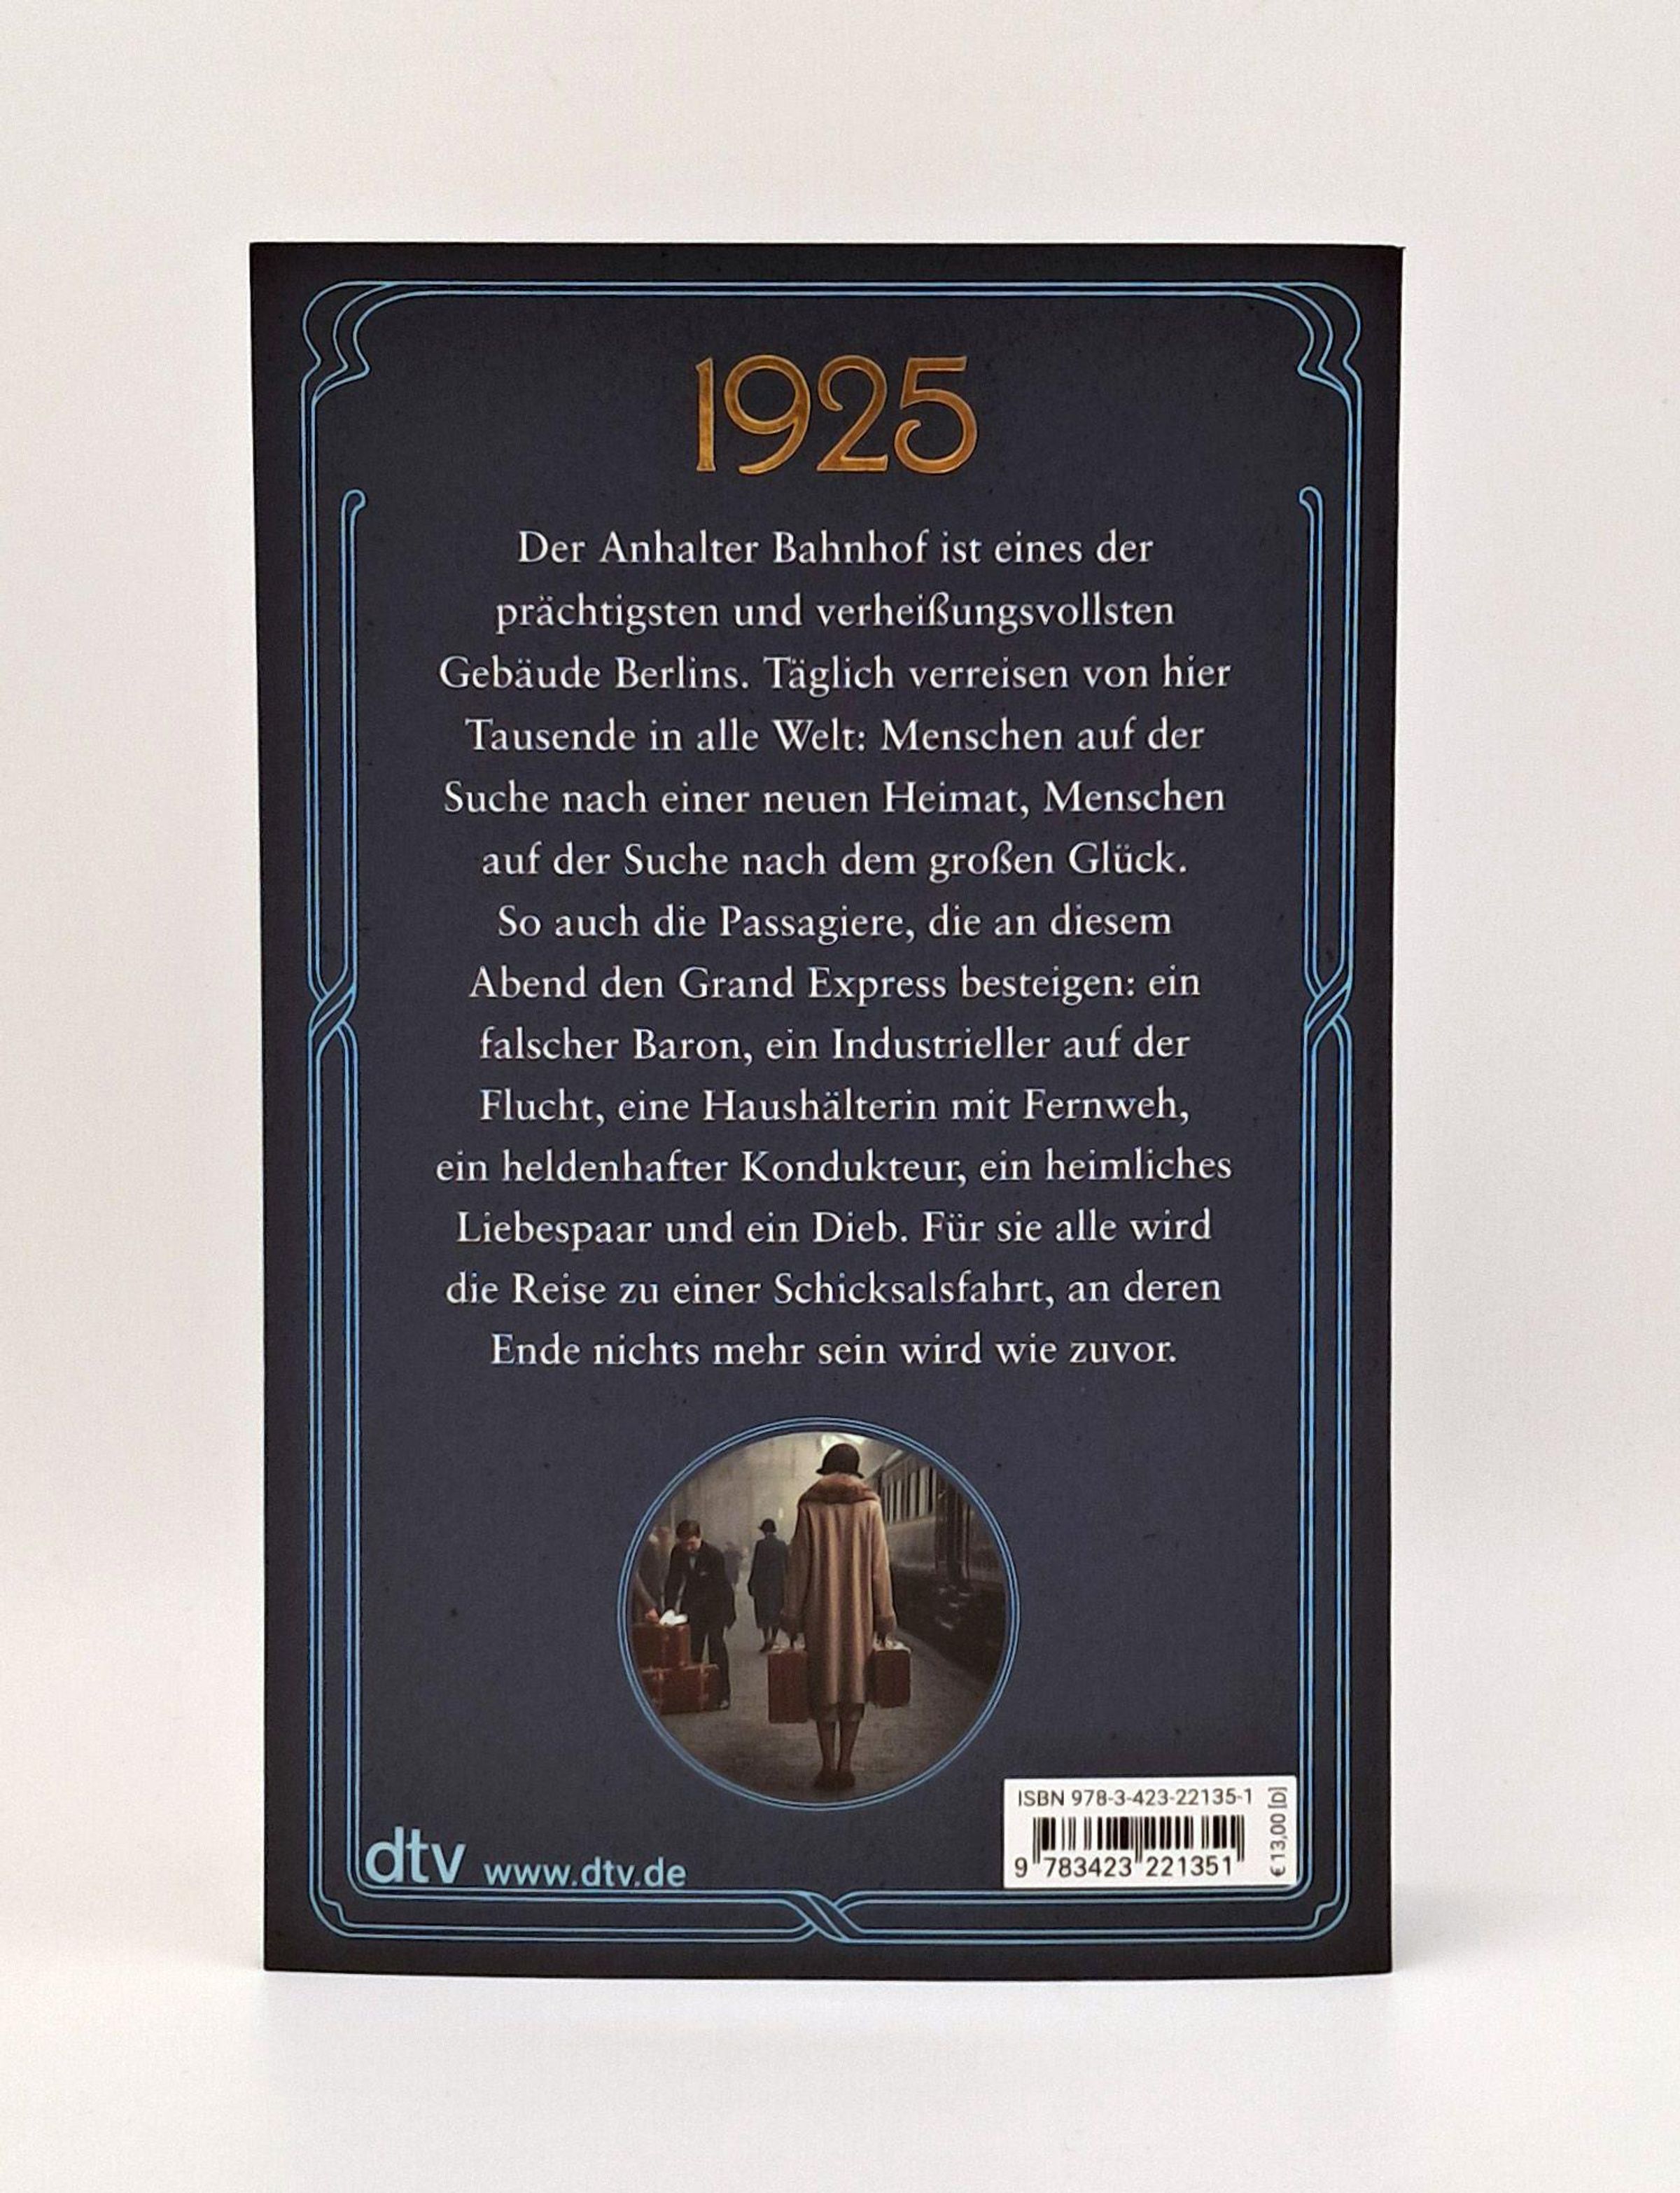 1925
Der Anhalter Bahnhof ist eines der
prächtigsten und verheißungsvollsten
Gebäude Berlins. Täglich verreisen von hier
Tausende in alle Welt: Menschen auf der
Suche nach einer neuen Heimat, Menschen
auf der Suche nach dem großen Glück.
So auch die Passagiere, die an diesem
Abend den Grand Express besteigen: ein
falscher Baron, ein Industrieller auf der
Flucht, eine Haushälterin mit Fernweh,
ein heldenhafter Kondukteur, ein heimliches
Liebespaar und ein Dieb. Für sie alle wird
die Reise zu einer Schicksalsfahrt, an deren
Ende nichts mehr sein wird wie zuvor.
dtv www.dtv.de
ISBN 978-3-423-22135-1
9 783423 221351
€ 13,00 [D]